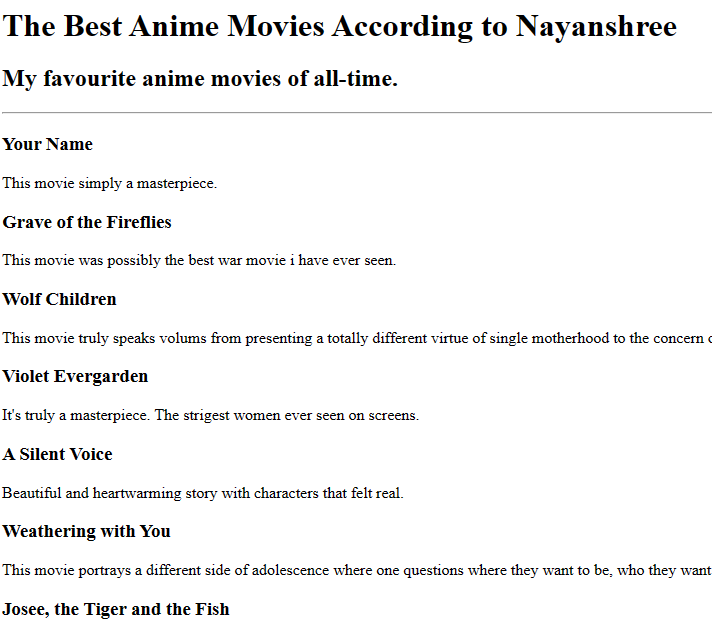 The Best Anime Movies According to Nayanshree
My favourite anime movies of all-time.
Your Name
This movie simply a masterpiece.
Grave of the Fireflies
This movie was possibly the best war movie i have ever seen.
Wolf Children
This movie truly speaks volums from presenting a totally different virtue of single motherhood to the concern
Violet Evergarden
It's truly a masterpiece. The strigest women ever seen on screens.
A Silent Voice
Beautiful and heartwarming story with characters that felt real.
Weathering with You
This movie portrays a different side of adolescence where one questions where they want to be, who they want
Josee, the Tiger and the Fish